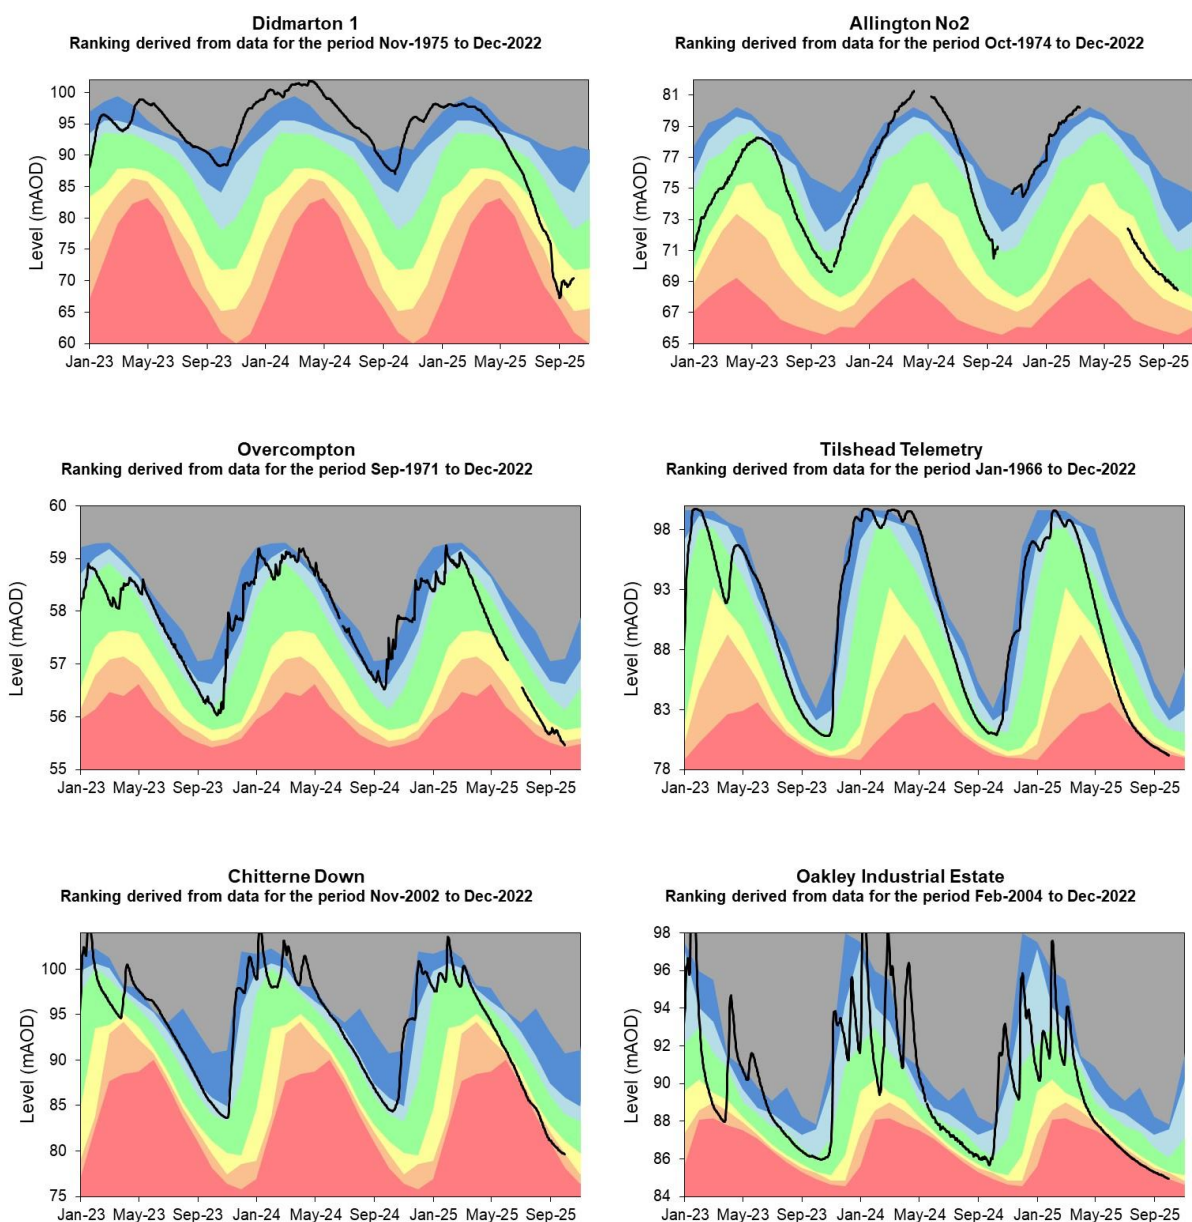 Didmarton 1
Ranking derived from data for the period Nov-1975 to Dec-2022
Level (mAOD)
100
95
90
85
80
75
70
65
60
Jan-23 May-23 Sep-23 Jan-24 May-24 Sep-24 Jan-25 May-25 Sep-25
Allington No2
Ranking derived from data for the period Oct-1974 to Dec-2022
Level (mAOD)
81
79
77
75
73
71
69
67
65
Jan-23 May-23 Sep-23 Jan-24 May-24 Sep-24 Jan-25 May-25 Sep-25
Overcompton
Ranking derived from data for the period Sep-1971 to Dec-2022
Level (mAOD)
60
59
58
57
56
55
Jan-23 May-23 Sep-23 Jan-24 May-24 Sep-24 Jan-25 May-25 Sep-25
Tilshead Telemetry
Ranking derived from data for the period Jan-1966 to Dec-2022
Level (mAOD)
98
93
88
83
78
Jan-23 May-23 Sep-23 Jan-24 May-24 Sep-24 Jan-25 May-25 Sep-25
Chitterne Down
Ranking derived from data for the period Nov-2002 to Dec-2022
Level (mAOD)
100
95
90
85
80
75
Jan-23 May-23 Sep-23 Jan-24 May-24 Sep-24 Jan-25 May-25 Sep-25
Oakley Industrial Estate
Ranking derived from data for the period Feb-2004 to Dec-2022
Level (mAOD)
98
96
94
92
90
88
86
84
Jan-23 May-23 Sep-23 Jan-24 May-24 Sep-24 Jan-25 May-25 Sep-25